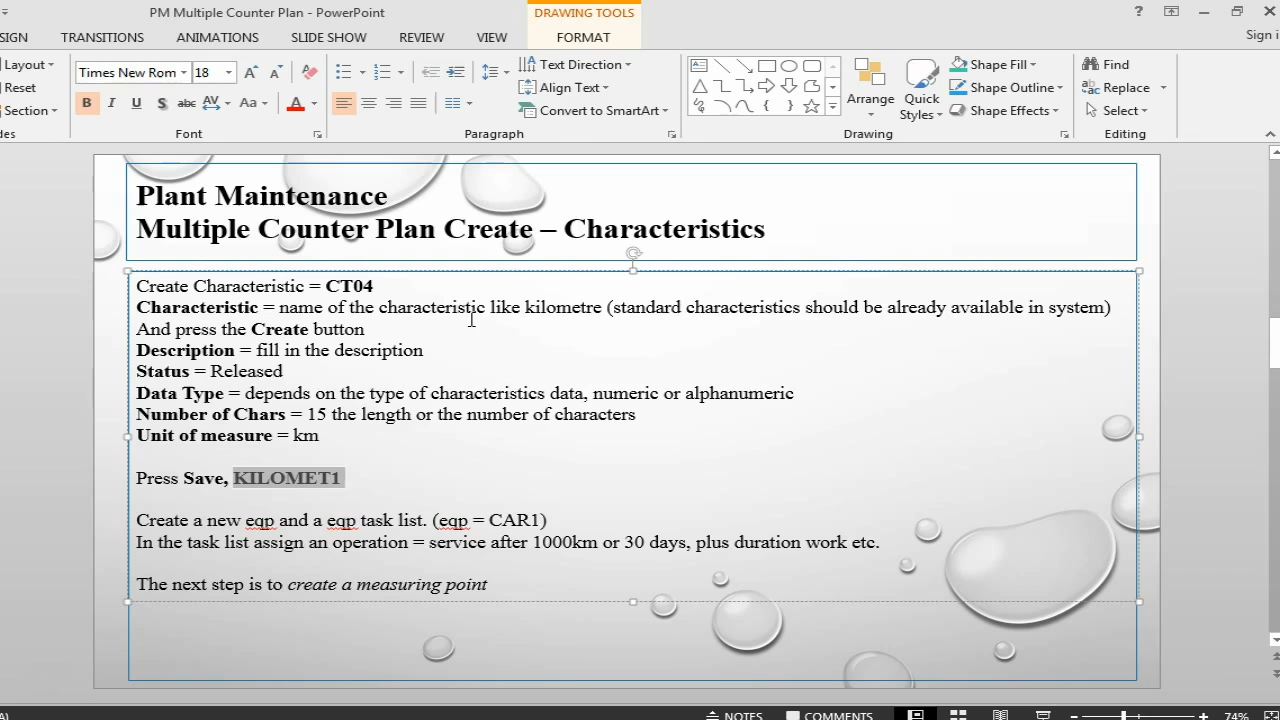 PM Multiple Counter Plan - PowerPoint
DRAWING TOOLS
?
SIGN
TRANSITIONS
ANIMATIONS
SLIDE SHOW
REVIEW
VIEW
FORMAT
Sign i
Layout
Reset
Section
des
Times New Rom
18
B I U S abc AV Aa A
Font
Text Direction
Align Text
Convert to SmartArt
Paragraph
Arrange
Quick
Styles
Shape Fill
Shape Outline
Shape Effects
Drawing
Find
Replace
Select
Editing
Plant Maintenance
Multiple Counter Plan Create – Characteristics
Create Characteristic = CT04
Characteristic = name of the characteristic like kilometre (standard characteristics should be already available in system)
And press the Create button
Description = fill in the description
Status = Released
Data Type = depends on the type of characteristics data, numeric or alphanumeric
Number of Chars = 15 the length or the number of characters
Unit of measure = km
Press Save, KILOMET1
Create a new eqp and a eqp task list. (eqp = CAR1)
In the task list assign an operation = service after 1000km or 30 days, plus duration work etc.
The next step is to create a measuring point
A)
NOTES
COMMENTS
74%